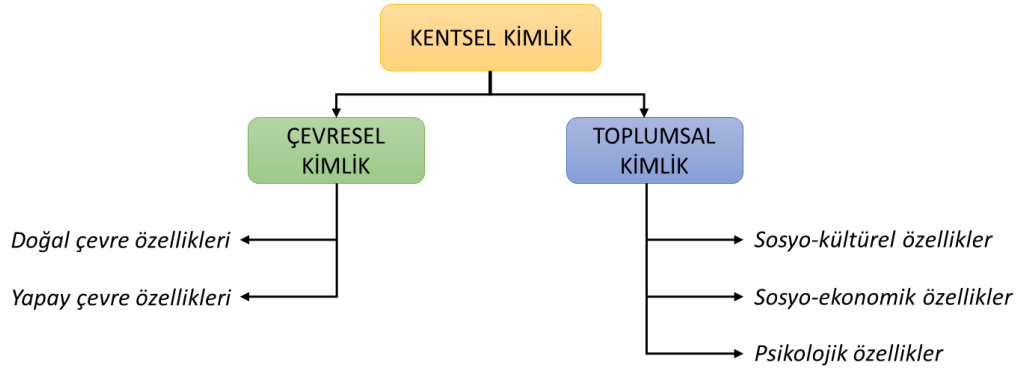 KENTSEL KİMLİK
ÇEVRESEL
KİMLİK
TOPLUMSAL
KİMLİK
Doğal çevre özellikleri
Yapay çevre özellikleri
Sosyo-kültürel özellikler
Sosyo-ekonomik özellikler
Psikolojik özellikler